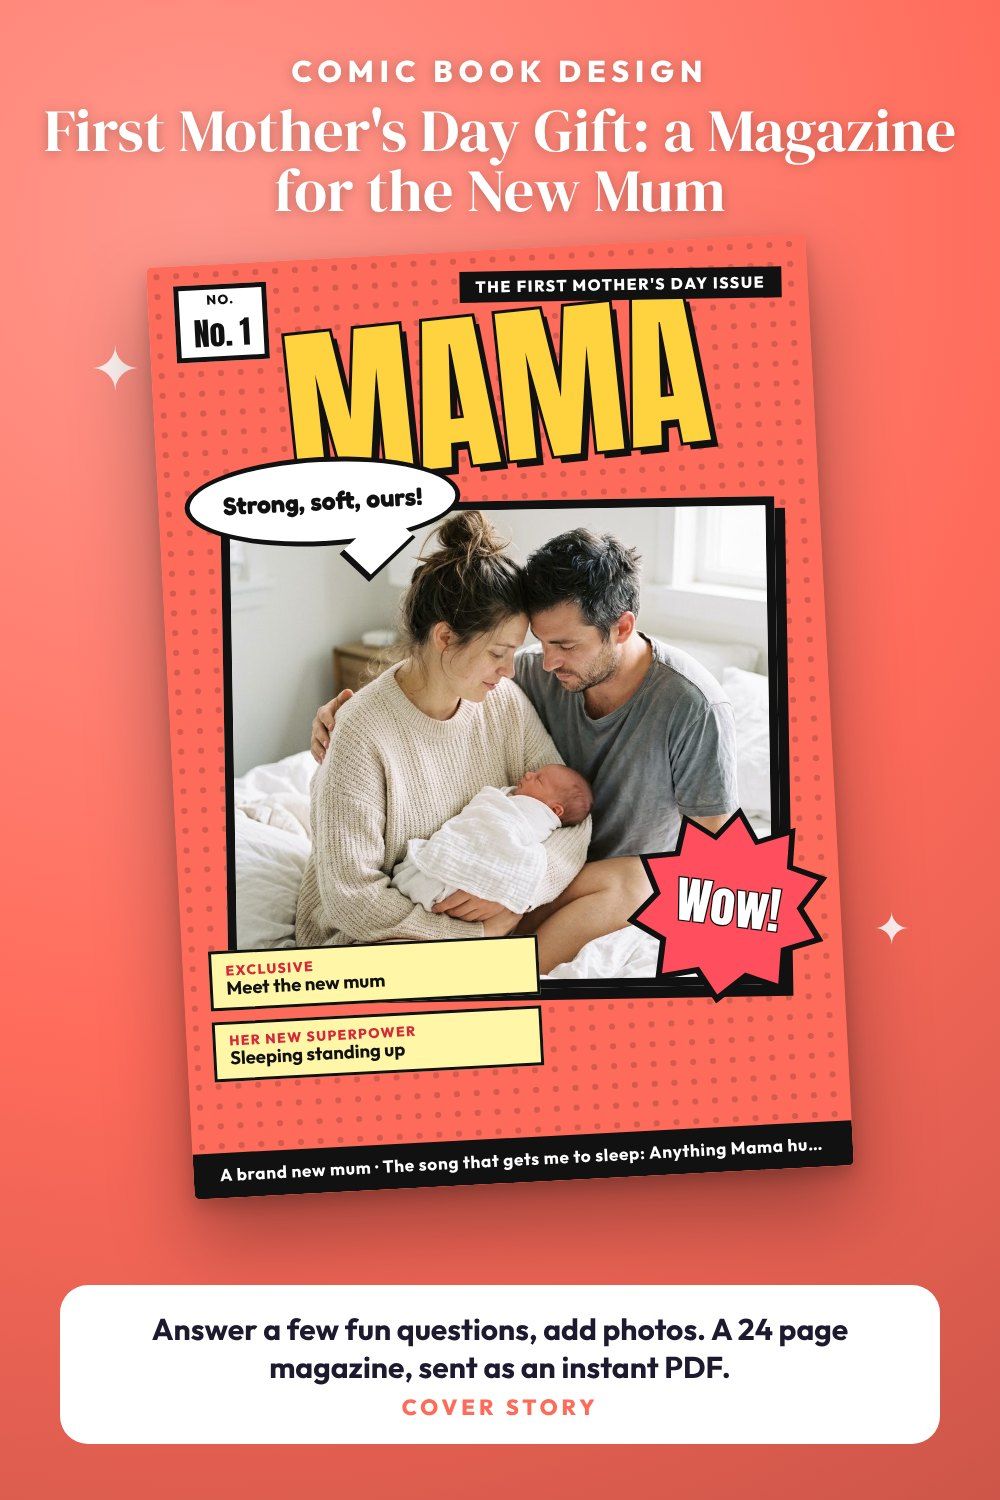 COMIC BOOK DESIGN
First Mother's Day Gift: a Magazine
for the New Mum
NO.
No. 1
THE FIRST MOTHER'S DAY ISSUE
MAMA
Strong, soft, ours!
Wow!
EXCLUSIVE
Meet the new mum
HER NEW SUPERPOWER
Sleeping standing up
A brand new mum · The song that gets me to sleep: Anything Mama hu...
Answer a few fun questions, add photos. A 24 page
magazine, sent as an instant PDF.
COVER STORY